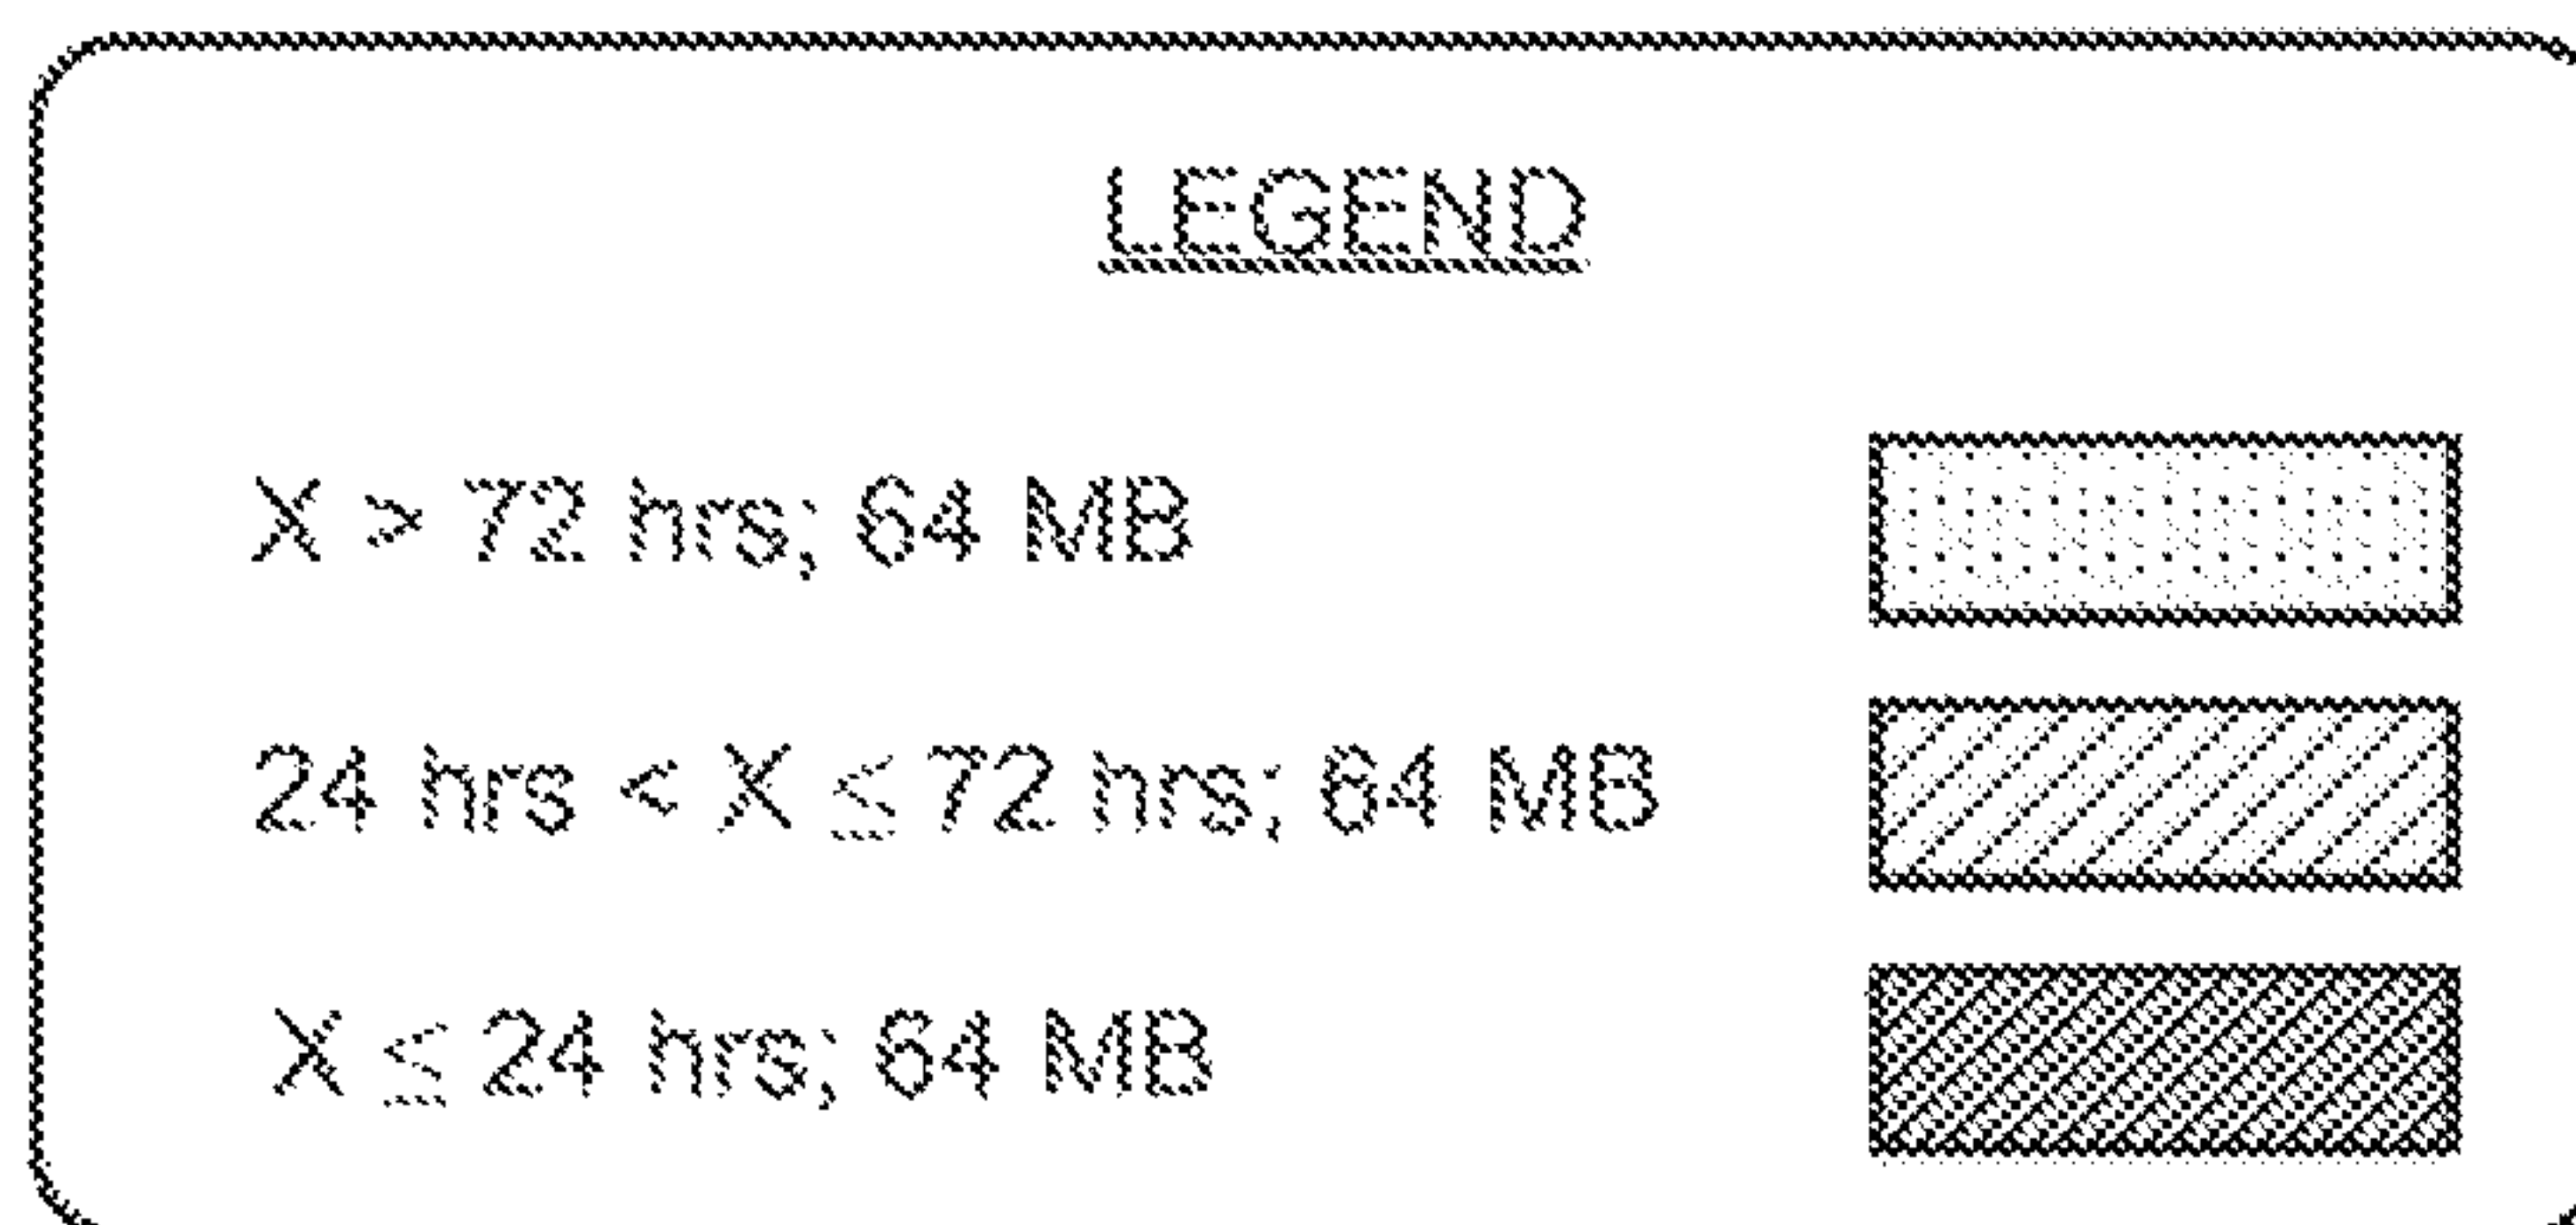 LEGEND
X > 72 hrs; 64 MB
24 hrs < X ≤ 72 hrs; 64 MB
X ≤ 24 hrs; 64 MB